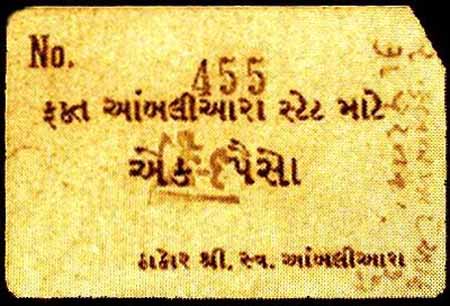 No.
455
ફક્ત આંબલીઆરા સ્ટેટ માટે
એક પૈસો
ઠાકોર શ્રી. સ્વ. આંબલીઆરા